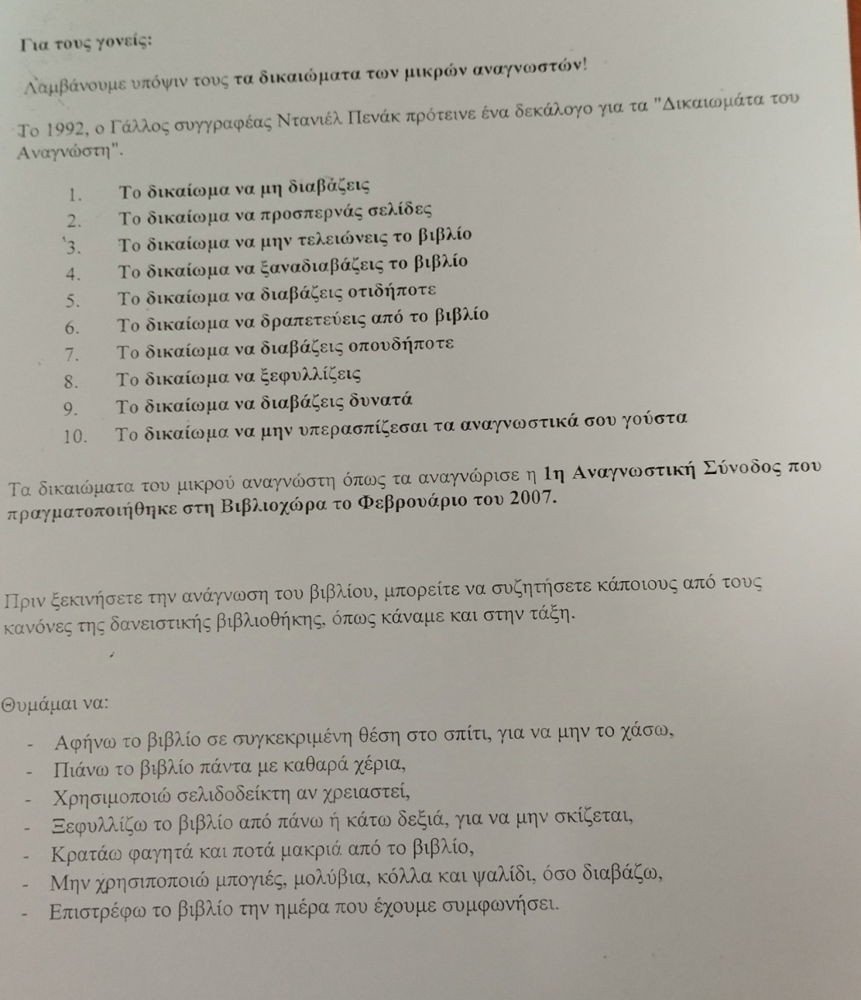 Για τους γονείς:
Λαμβάνουμε υπόψιν τους τα δικαιώματα των μικρών αναγνωστών!
Το 1992, ο Γάλλος συγγραφέας Ντανιέλ Πενάκ πρότεινε ένα δεκάλογο για τα "Δικαιωμάτα του
Αναγνώστη".
1. Το δικαίωμα να μη διαβάζεις
2. Το δικαίωμα να προσπερνάς σελίδες
3. Το δικαίωμα να μην τελειώνεις το βιβλίο
4. Το δικαίωμα να ξαναδιαβάζεις το βιβλίο
5. Το δικαίωμα να διαβάζεις οτιδήποτε
6. Το δικαίωμα να δραπετεύεις από το βιβλίο
7. Το δικαίωμα να διαβάζεις οπουδήποτε
8. Το δικαίωμα να ξεφυλλίζεις
9. Το δικαίωμα να διαβάζεις δυνατά
10. Το δικαίωμα να μην υπερασπίζεσαι τα αναγνωστικά σου γούστα
Τα δικαιώματα του μικρού αναγνώστη όπως τα αναγνώρισε η 1η Αναγνωστική Σύνοδος που
πραγματοποιήθηκε στη Βιβλιοχώρα το Φεβρουάριο του 2007.
Πριν ξεκινήσετε την ανάγνωση του βιβλίου, μπορείτε να συζητήσετε κάποιους από τους
κανόνες της δανειστικής βιβλιοθήκης, όπως κάναμε και στην τάξη.
Θυμάμαι να:
- Αφήνω το βιβλίο σε συγκεκριμένη θέση στο σπίτι, για να μην το χάσω,
- Πιάνω το βιβλίο πάντα με καθαρά χέρια,
- Χρησιμοποιώ σελιδοδείκτη αν χρειαστεί,
- Ξεφυλλίζω το βιβλίο από πάνω ή κάτω δεξιά, για να μην σκίζεται,
- Κρατάω φαγητά και ποτά μακριά από το βιβλίο,
- Μην χρησιποποιώ μπογιές, μολύβια, κόλλα και ψαλίδι, όσο διαβάζω,
- Επιστρέφω το βιβλίο την ημέρα που έχουμε συμφωνήσει.